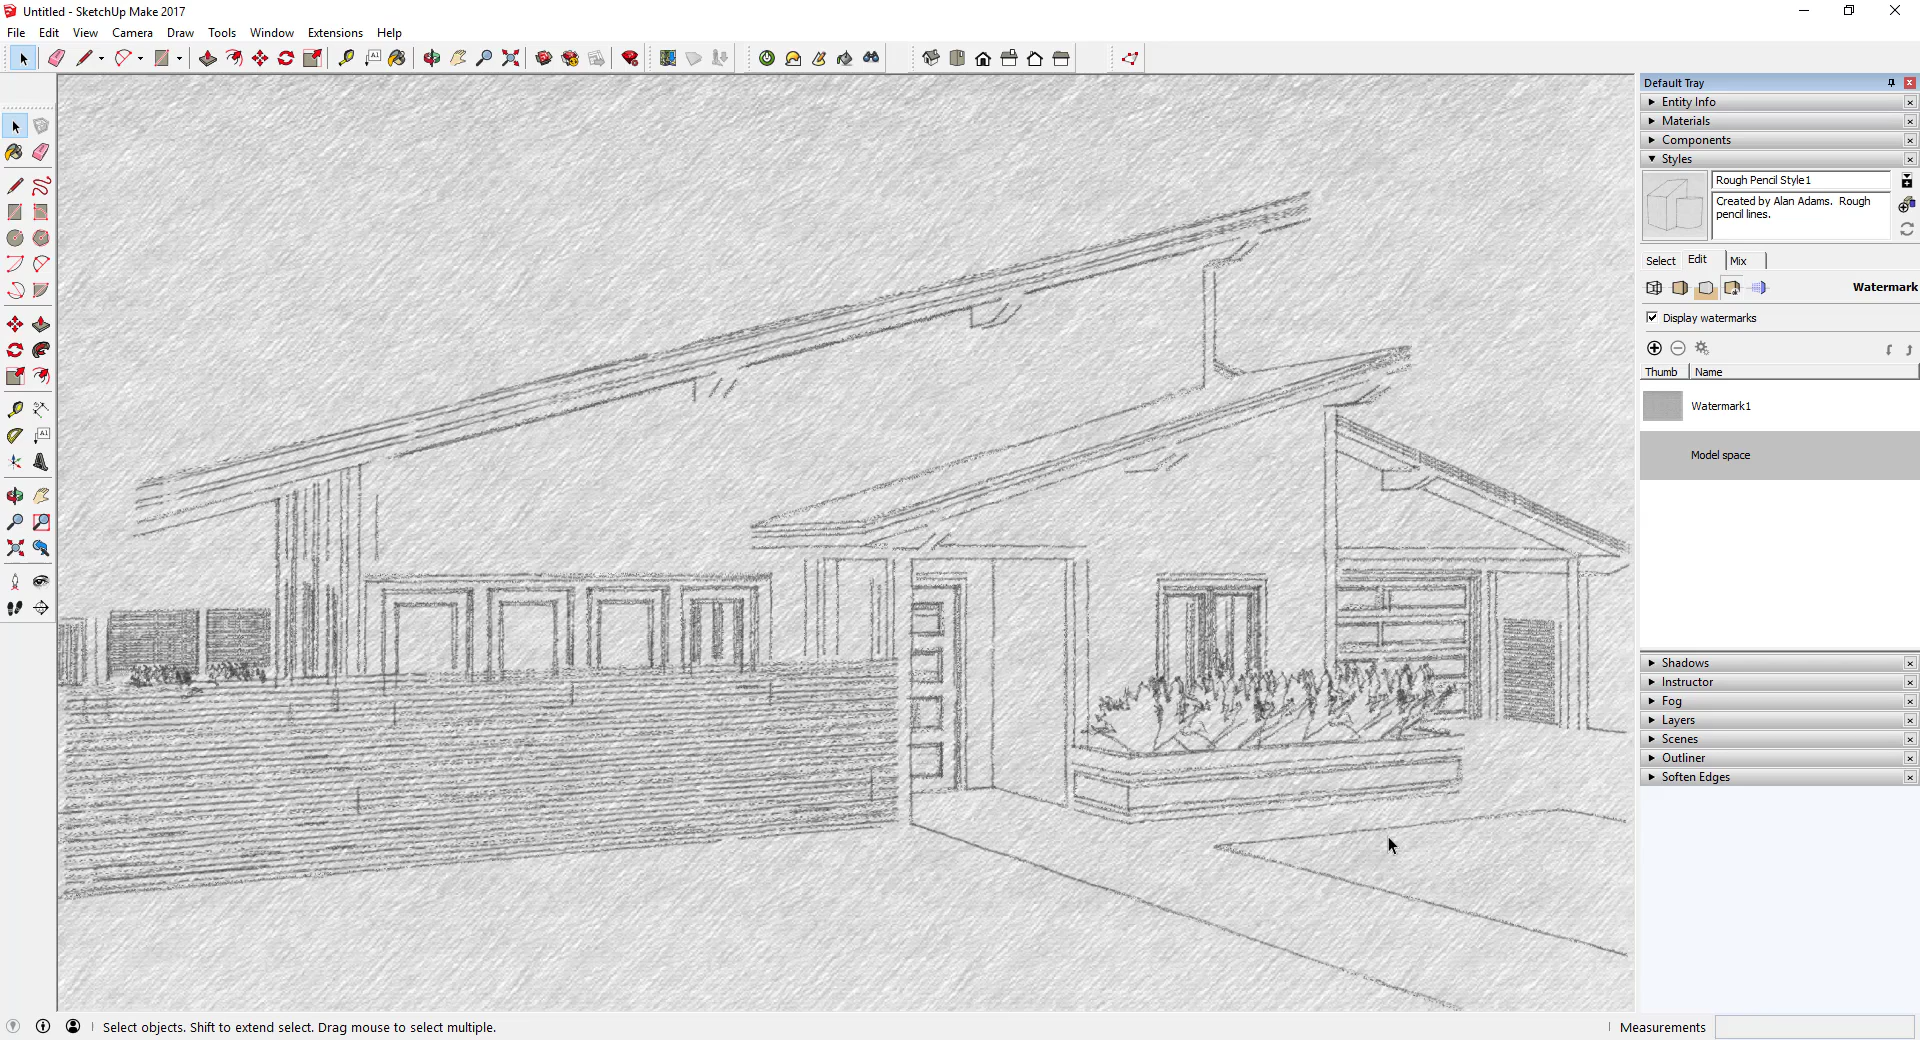 Untitled - SketchUp Make 2017
File Edit View Camera Draw Tools Window Extensions Help
Default Tray
Entity Info
Materials
Components
Styles
Rough Pencil Style1
Created by Alan Adams. Rough
pencil lines.
Select Edit Mix
Watermark
Display watermarks
Thumb Name
Watermark1
Model space
Shadows
Instructor
Fog
Layers
Scenes
Outliner
Soften Edges
Select objects. Shift to extend select. Drag mouse to select multiple.
Measurements